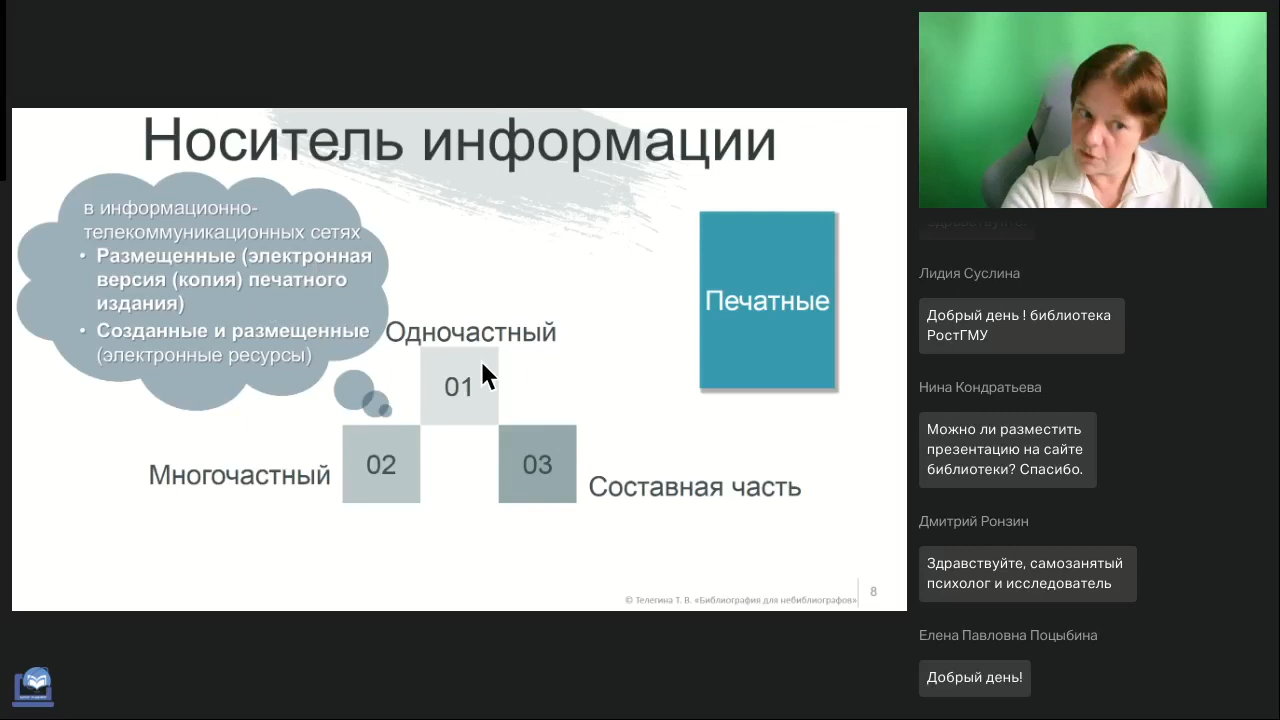 Носитель информации
в информационно-
телекоммуникационных сетях
• Размещенные (электронная
версия (копия) печатного
издания)
• Созданные и размещенные
(электронные ресурсы)
Печатные
Одночастный
01
02
03
Многочастный
Составная часть
© Телегина Т. В. «Библиография для небиблиографов»
8
Лидия Суслина
Добрый день ! библиотека
РостГМУ
Нина Кондратьева
Можно ли разместить
презентацию на сайте
библиотеки? Спасибо.
Дмитрий Ронзин
Здравствуйте, самозанятый
психолог и исследователь
Елена Павловна Поцыбина
Добрый день!